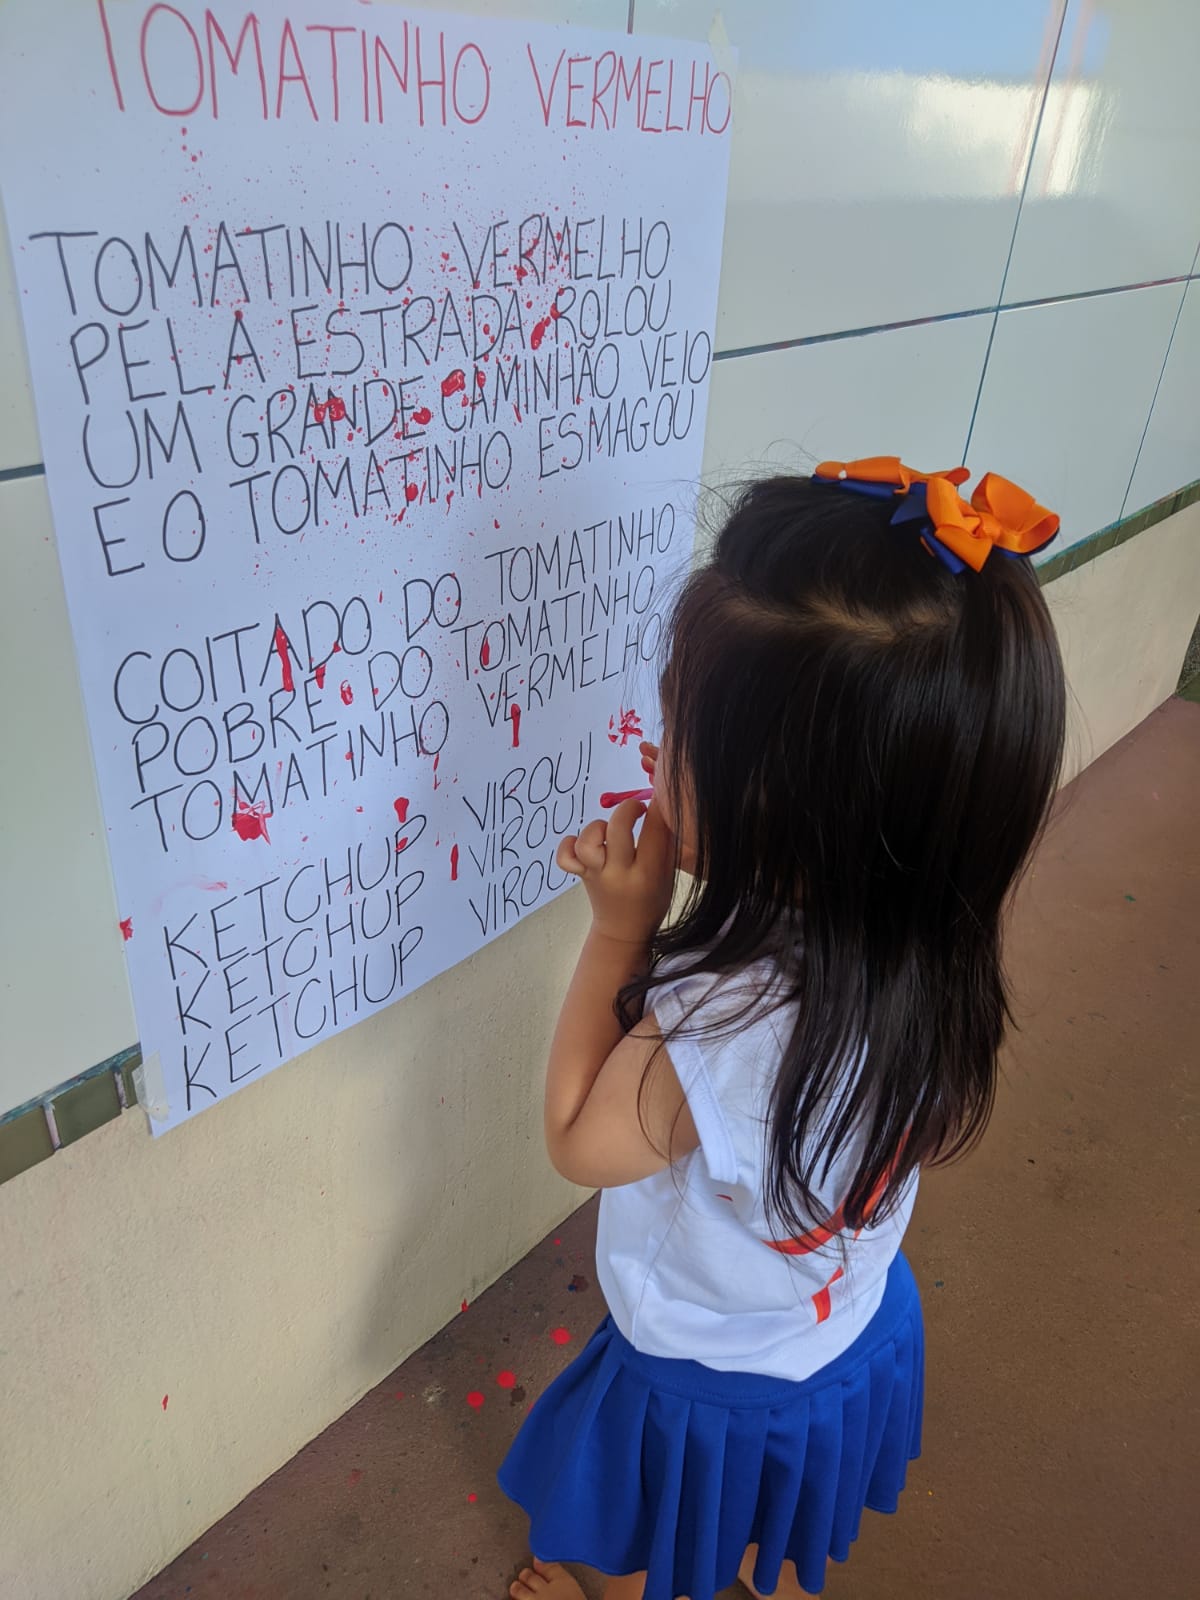 TOMATINHO VERMELHO
TOMATINHO VERMELHO
PELA ESTRADA ROLOU
UM GRANDE CAMINHÃO VEIO
E O TOMATINHO ESMAGOU
COITADO DO TOMATINHO
POBRE DO TOMATINHO
TOMATINHO VERMELHO
KETCHUP VIROU!
KETCHUP VIROU!
KETCHUP VIROU!